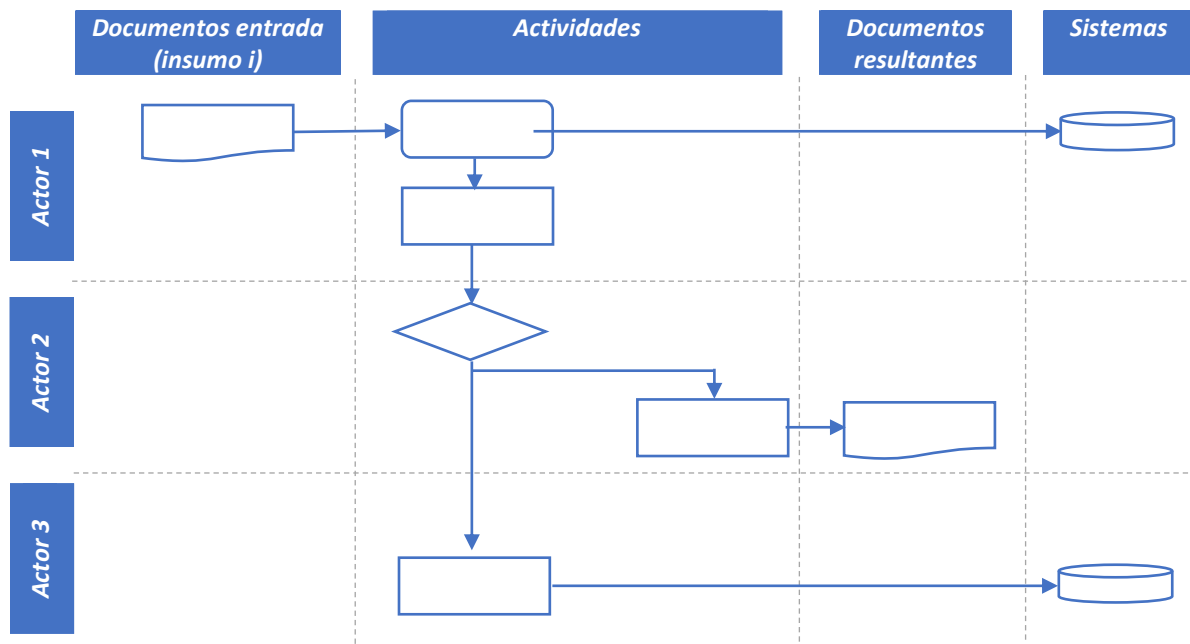 Documentos entrada
(insumo i)
Actividades
Documentos
resultantes
Sistemas
Actor 1
Actor 2
Actor 3